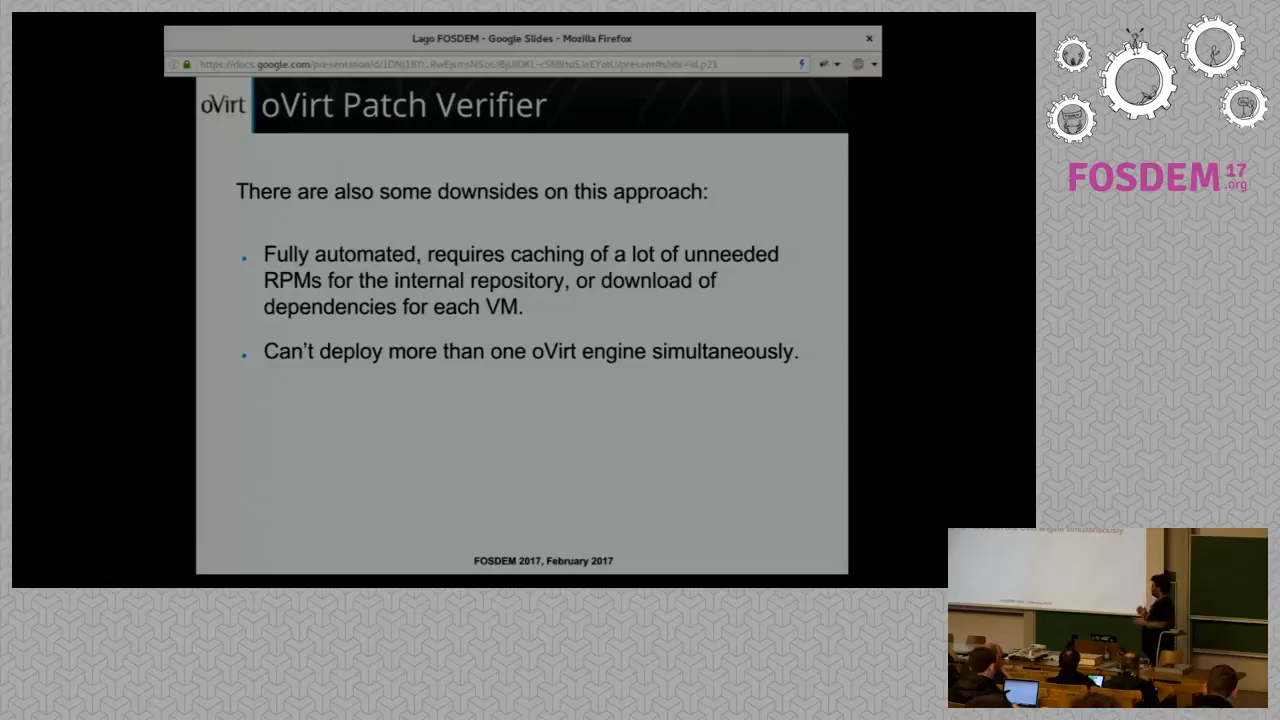 Lago FOSDEM - Google Slides - Mozilla Firefox
oVirt
oVirt Patch Verifier
There are also some downsides on this approach:
Fully automated, requires caching of a lot of unneeded
RPMs for the internal repository, or download of
dependencies for each VM.
Can't deploy more than one oVirt engine simultaneously.
FOSDEM 2017, February 2017
FOSDEM 17
.org